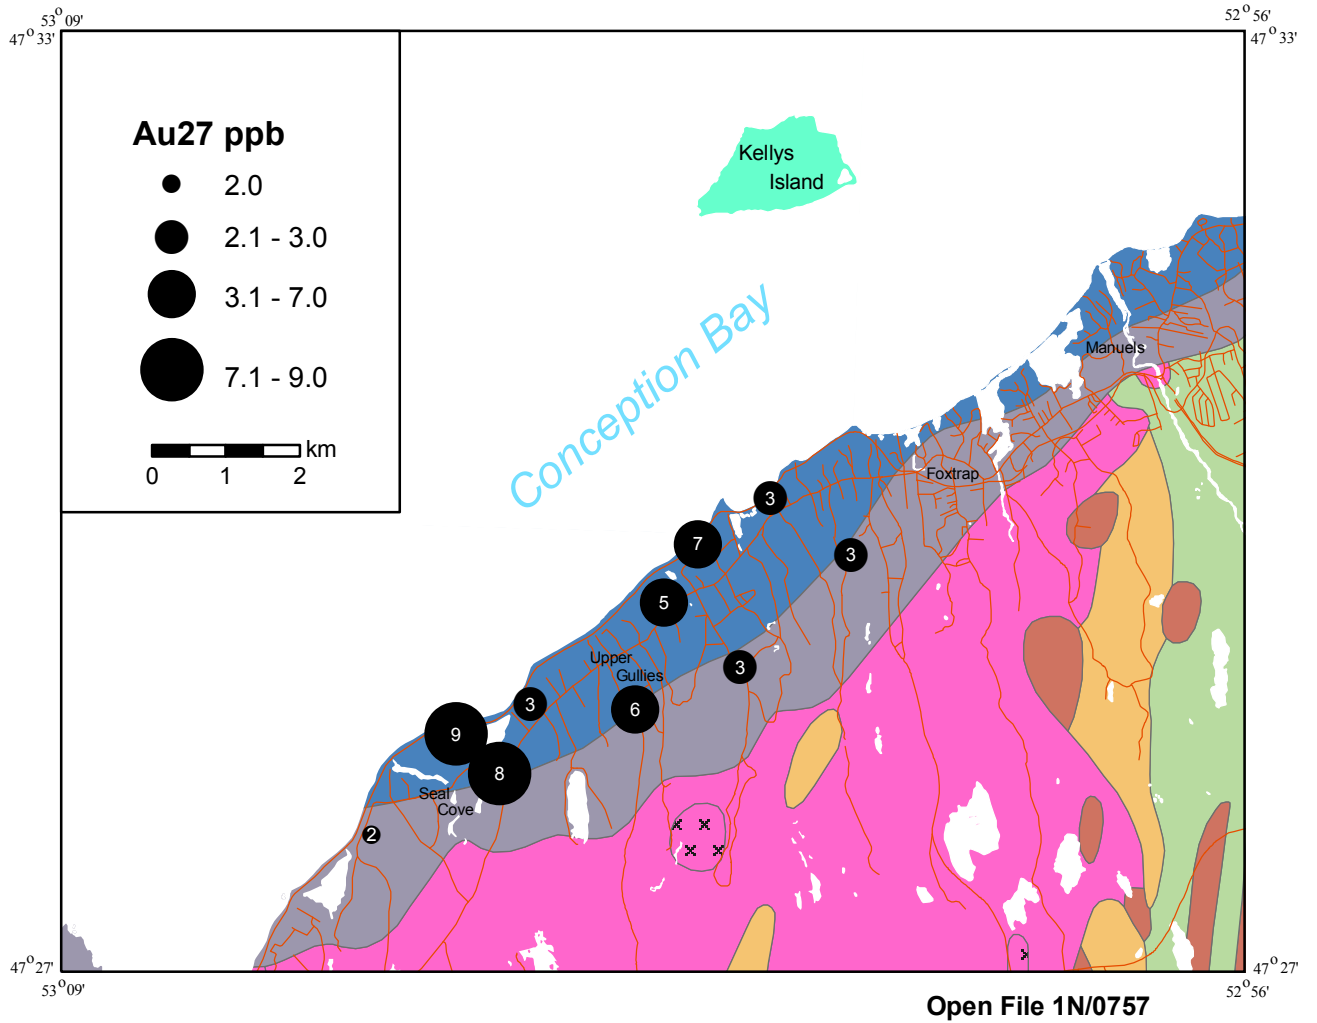 53° 09'
52° 56'
47° 33'
47° 33'
Au27 ppb
2.0
2.1 - 3.0
3.1 - 7.0
7.1 - 9.0
km
0 1 2
Kellys
Island
Conception Bay
Manuels
Foxtrap
3
7
3
5
Upper
Gullies
3
3
6
9
8
Seal
Cove
2
47° 27'
47° 27'
53° 09'
52° 56'
Open File 1N/0757